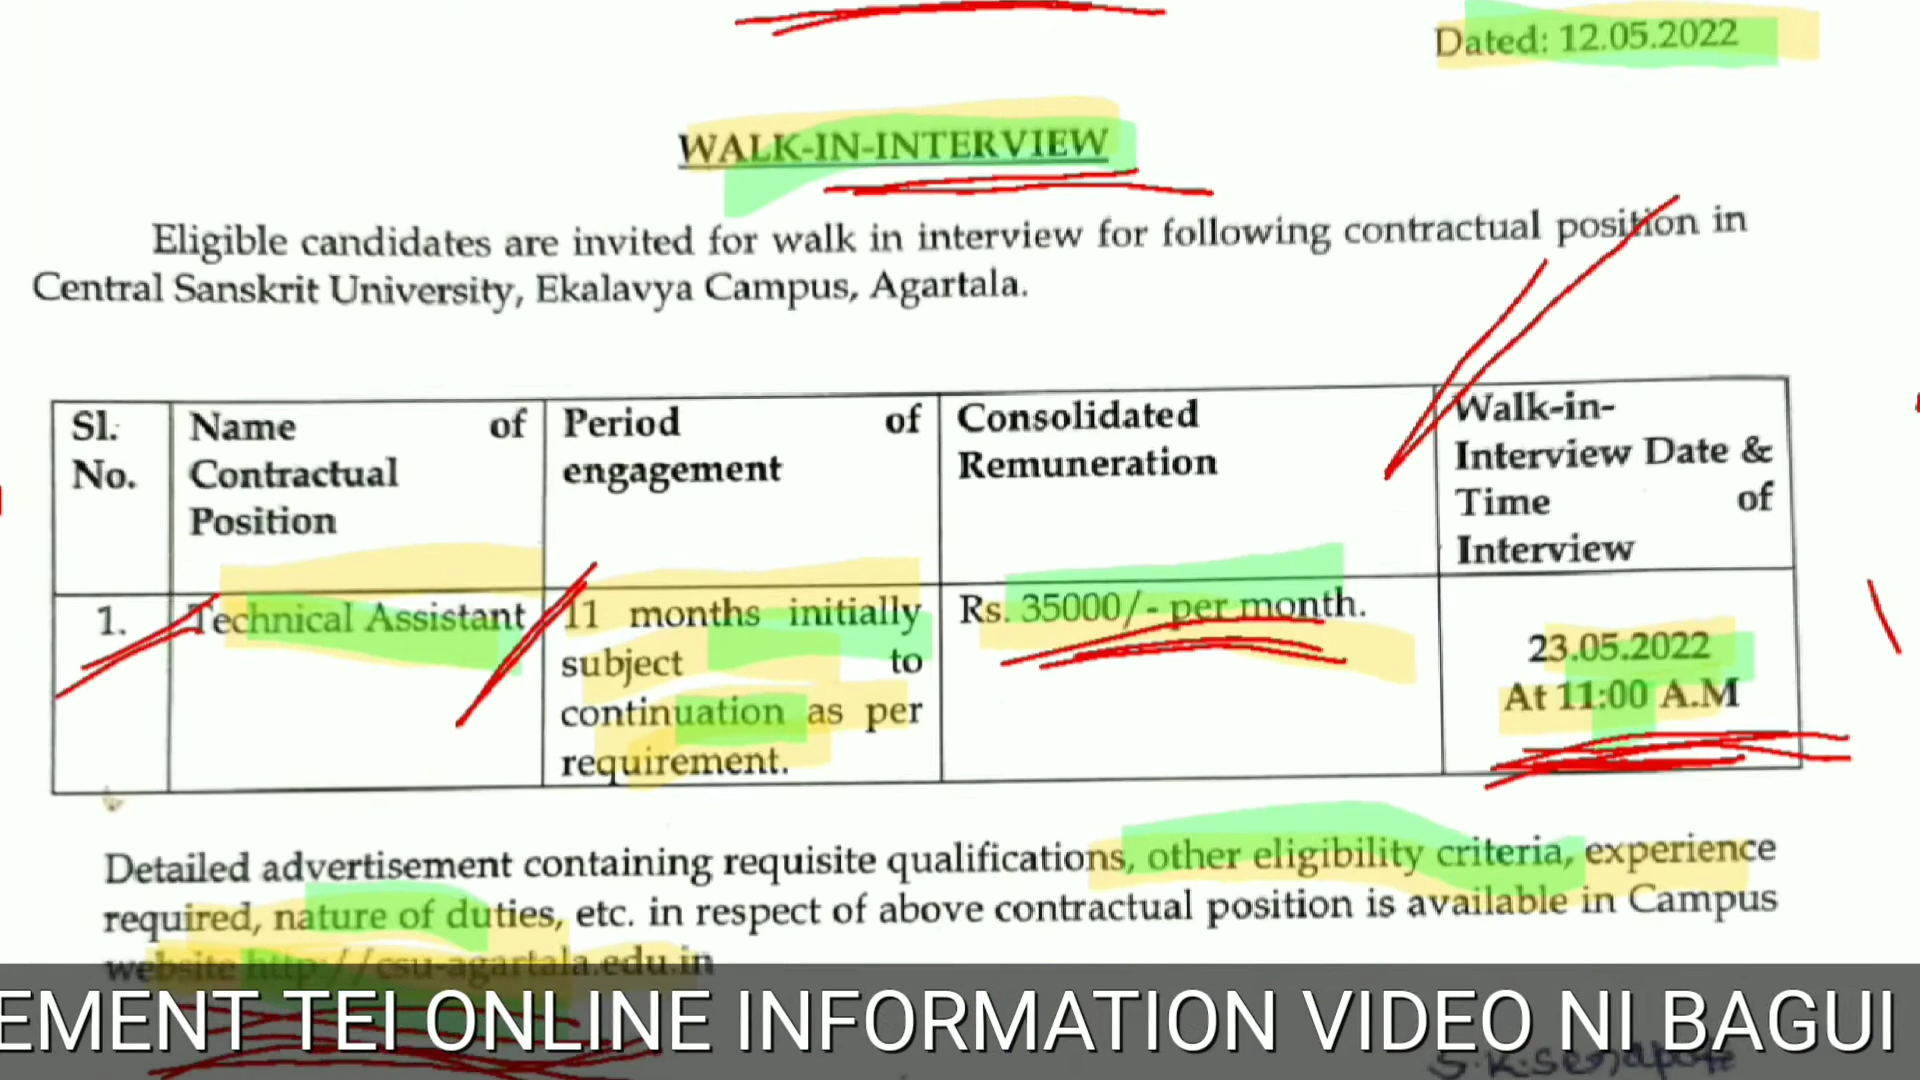 Dated: 12.05.2022
WALK-IN-INTERVIEW
Eligible candidates are invited for walk in interview for following contractual position in
Central Sanskrit University, Ekalavya Campus, Agartala.
Sl. No.
Name of Contractual Position
Period of engagement
Consolidated Remuneration
Walk-in-Interview Date & Time of Interview
1.
Technical Assistant
11 months initially subject to continuation as per requirement.
Rs. 35000/- per month.
23.05.2022
At 11:00 A.M
Detailed advertisement containing requisite qualifications, other eligibility criteria, experience
required, nature of duties, etc. in respect of above contractual position is available in Campus
website http://csu-agartala.edu.in
EMENT TEI ONLINE INFORMATION VIDEO NI BAGUI